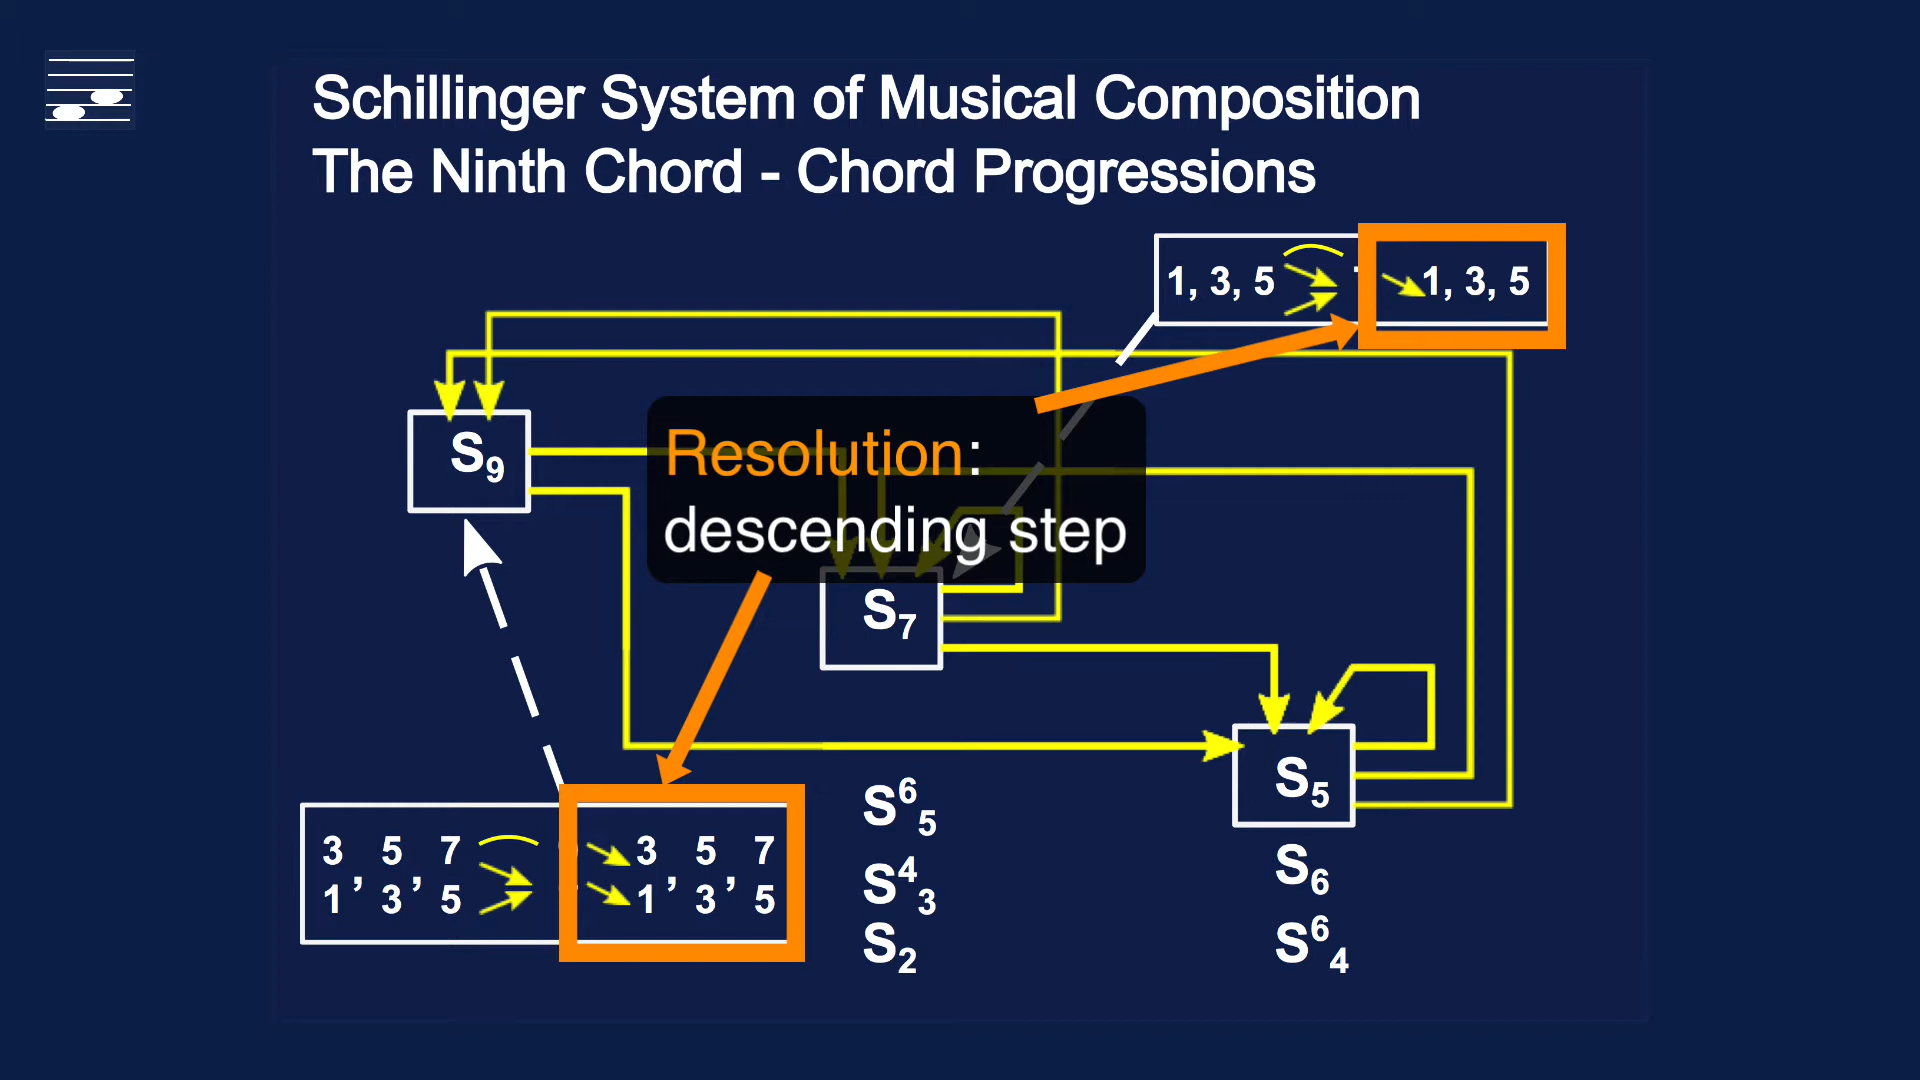 Schillinger System of Musical Composition
The Ninth Chord - Chord Progressions
1, 3, 5
1, 3, 5
S9
Resolution:
descending step
S7
S5
3 5 7
1, 3, 5
3 5 7
1, 3, 5
S65
S43
S2
S6
S64